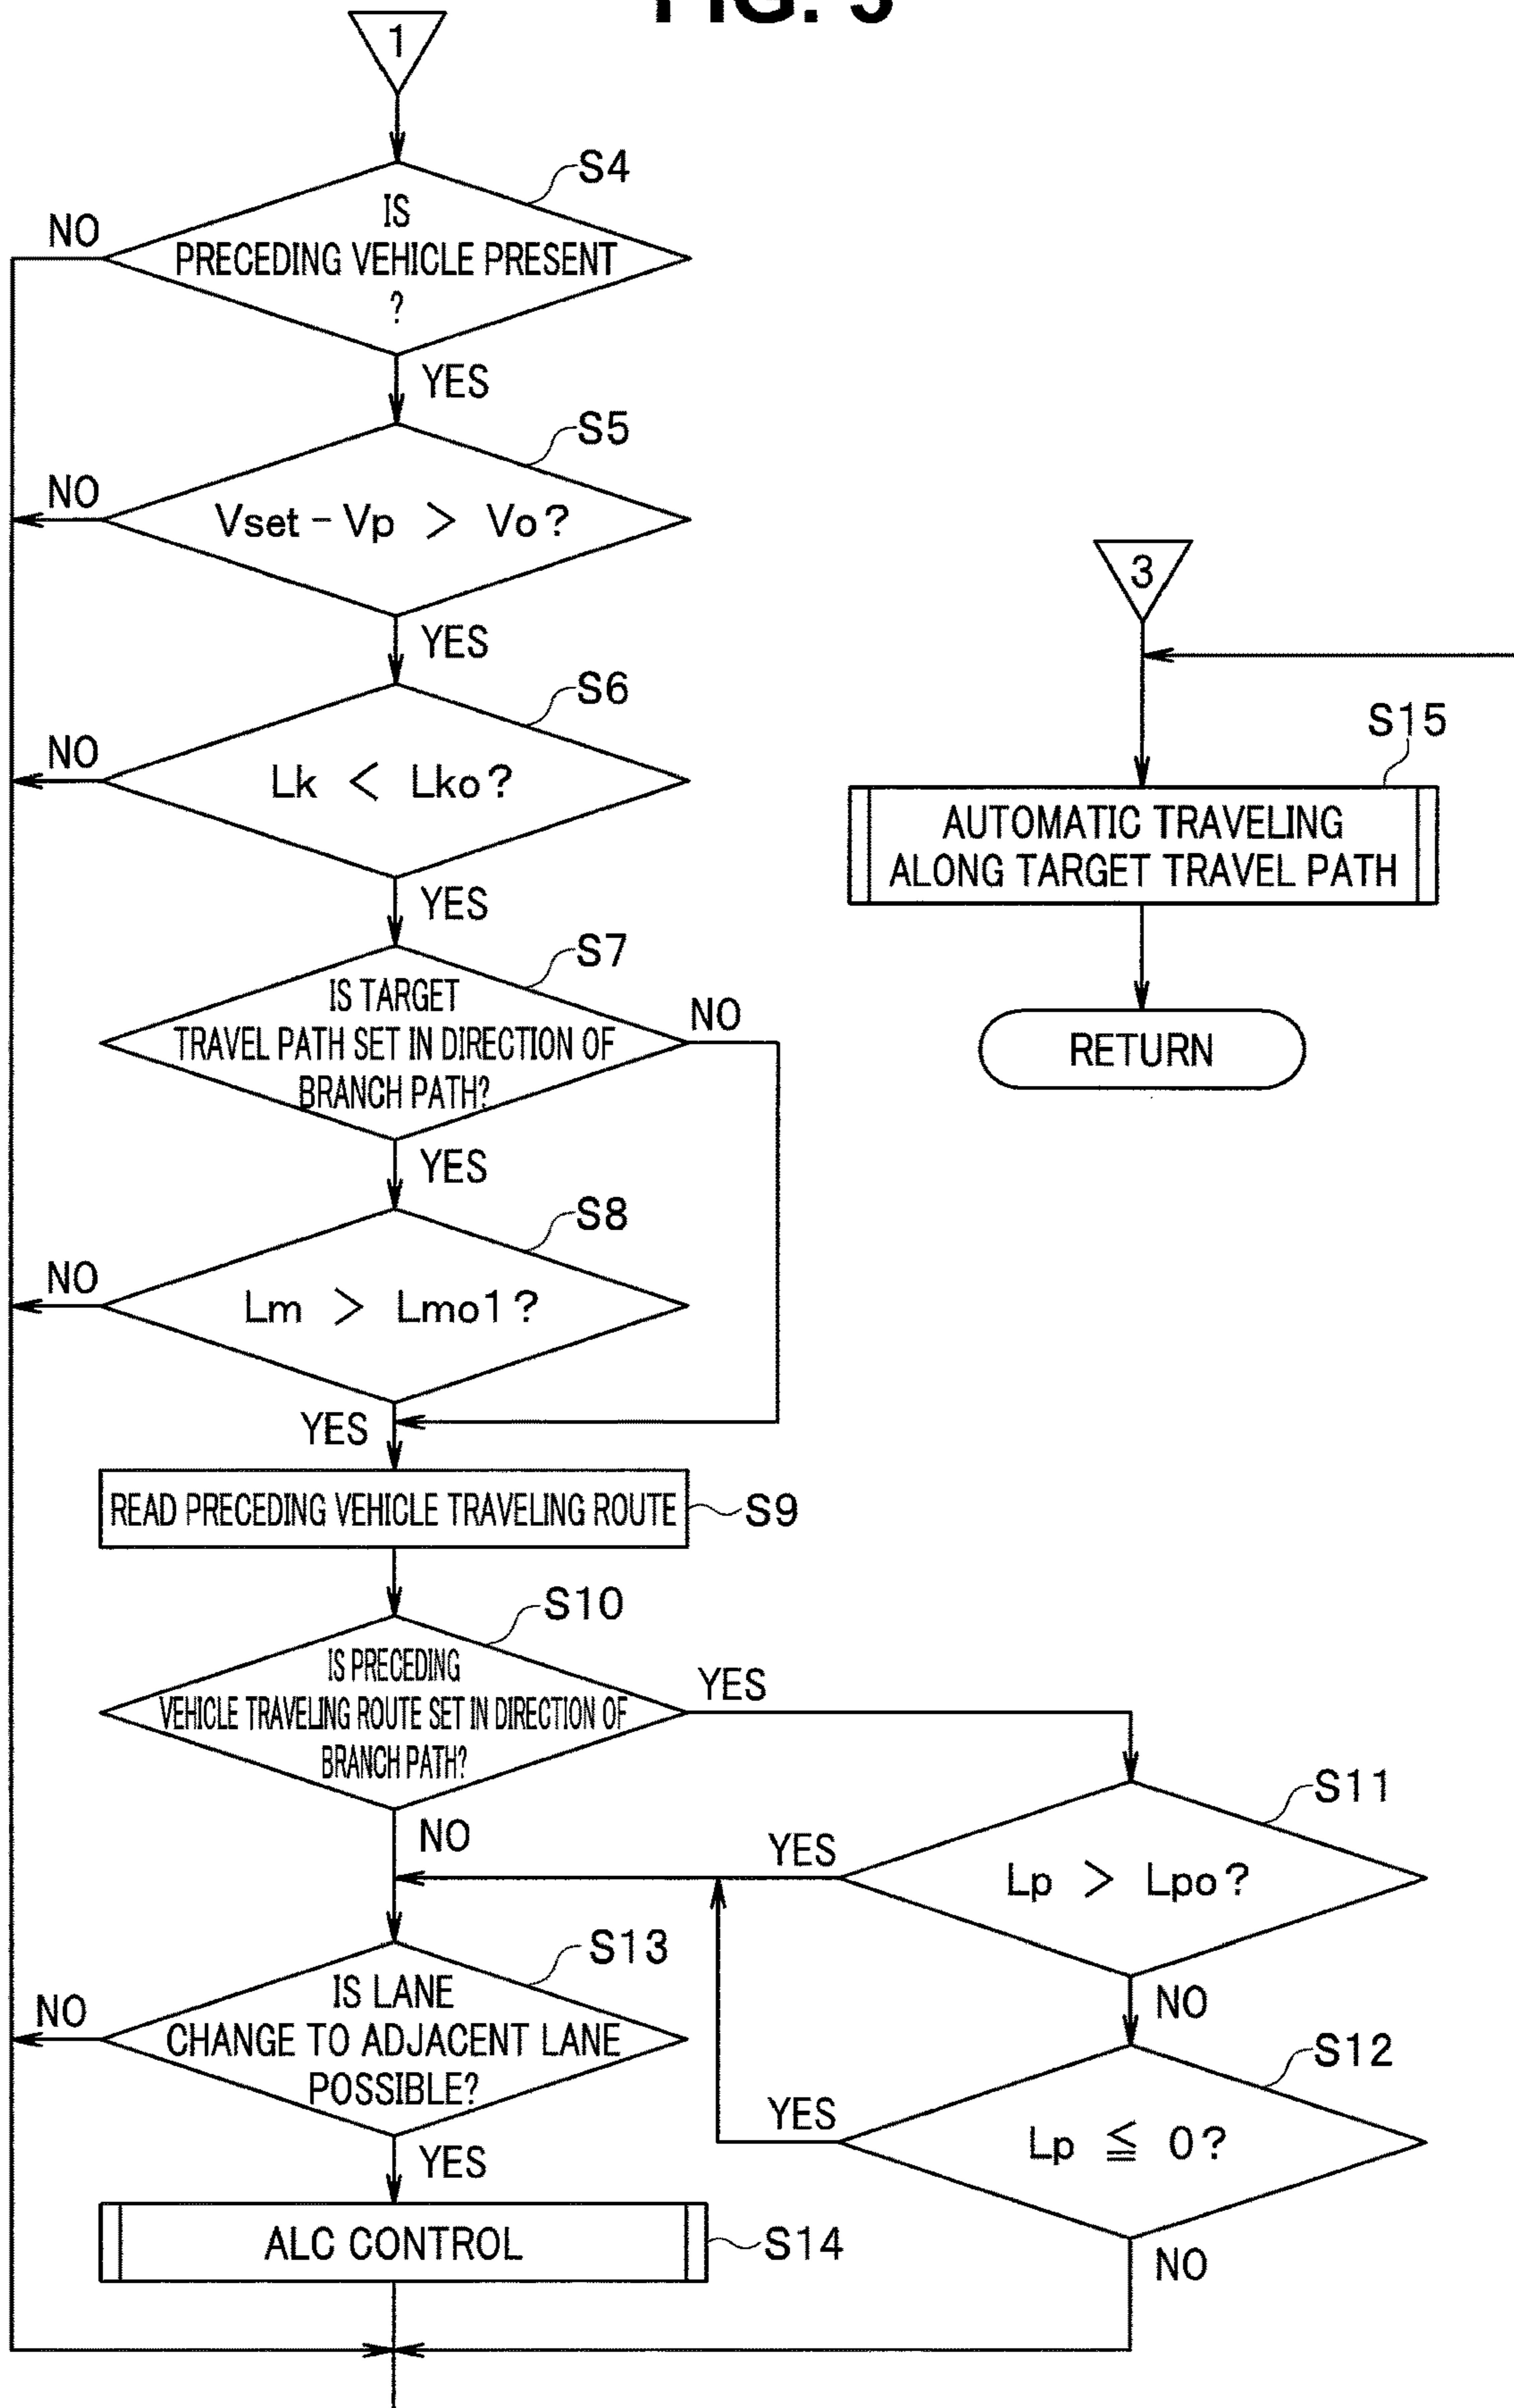 FIG. 3
1
S4
NO
IS
PRECEDING VEHICLE PRESENT
?
YES
S5
NO
Vset - Vp > Vo?
YES
S6
NO
Lk < Lko?
YES
S7
IS TARGET
TRAVEL PATH SET IN DIRECTION OF
BRANCH PATH?
NO
YES
S8
NO
Lm > Lmo1?
YES
READ PRECEDING VEHICLE TRAVELING ROUTE
S9
S10
IS PRECEDING
VEHICLE TRAVELING ROUTE SET IN DIRECTION OF
BRANCH PATH?
YES
NO
S11
YES
Lp > Lpo?
NO
S13
NO
IS LANE
CHANGE TO ADJACENT LANE
POSSIBLE?
YES
S12
YES
Lp ≦ 0?
NO
ALC CONTROL
S14
3
S15
AUTOMATIC TRAVELING
ALONG TARGET TRAVEL PATH
RETURN